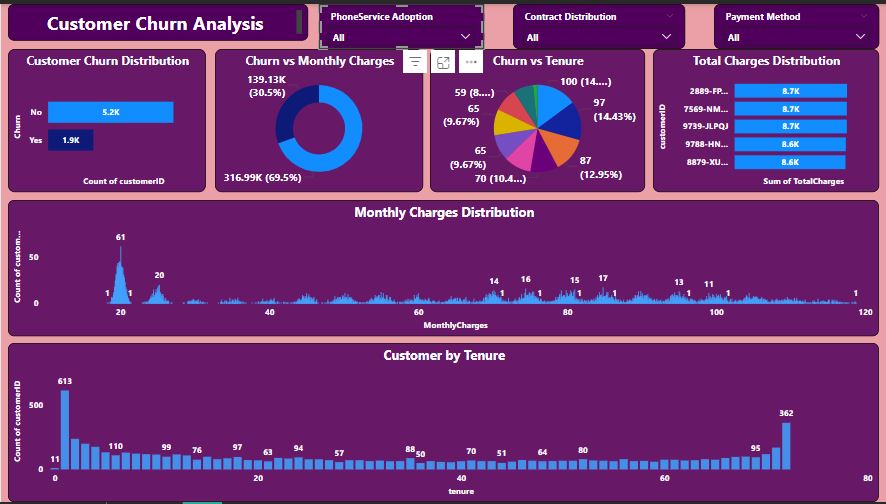 Customer Churn Analysis
PhoneService Adoption
All
Contract Distribution
All
Payment Method
All
Customer Churn Distribution
Churn
No
5.2K
Yes
1.9K
Count of customerID
Churn vs Monthly Charges
139.13K
(30.5%)
316.99K (69.5%)
Churn vs Tenure
100 (14....)
97
(14.43%)
87
(12.95%)
70 (10.4...)
65
(9.67%)
65
(9.67%)
59 (8....)
Total Charges Distribution
customerID
2889-FP...
8.7K
7569-NM...
8.7K
9739-JLPQJ
8.7K
9788-HN...
8.6K
8879-XU...
8.6K
Sum of TotalCharges
Monthly Charges Distribution
Count of custom...
50
0
1
61
1
20
14
1
16
1
15
1
17
1
13
1
11
1
1
20
40
60
80
100
120
MonthlyCharges
Customer by Tenure
Count of customerID
500
0
11
613
110
99
76
97
63
94
57
88
50
70
51
64
80
95
362
0
20
40
60
80
tenure